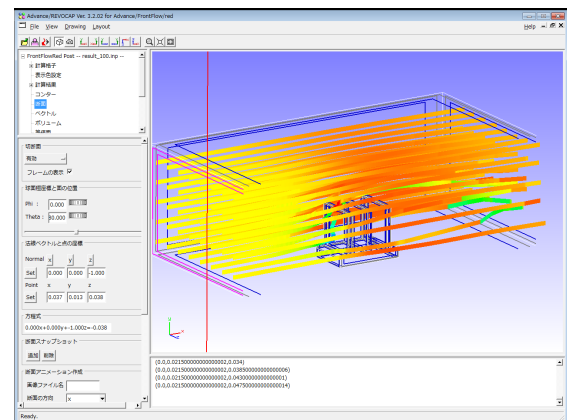 Advance/REVOCAP Ver. 3.2.02 for Advance/FrontFlow/red
File View Drawing Layout Help
FrontFlowRed Post -- result_100.inp --
計算格子
表示色設定
計算結果
コンター
断面
ベクトル
ボリューム
切断面
有効
フレームの表示
球面極座標と面の位置
Phi : 0.000
Theta : 90.000
法線ベクトルと点の座標
Normal x y z
Set 0.000 0.000 -1.000
Point x y z
Set 0.037 0.013 0.038
方程式
0.000x+0.000y+-1.000z=-0.038
断面スナップショット
追加 削除
断面アニメーション作成
画像ファイル名
断面の方向 x
(0.0,0.021500000000000002,0.034)
(0.0,0.021500000000000002,0.038500000000000006)
(0.0,0.021500000000000002,0.043000000000000001)
(0.0,0.021500000000000002,0.047500000000000014)
Ready.